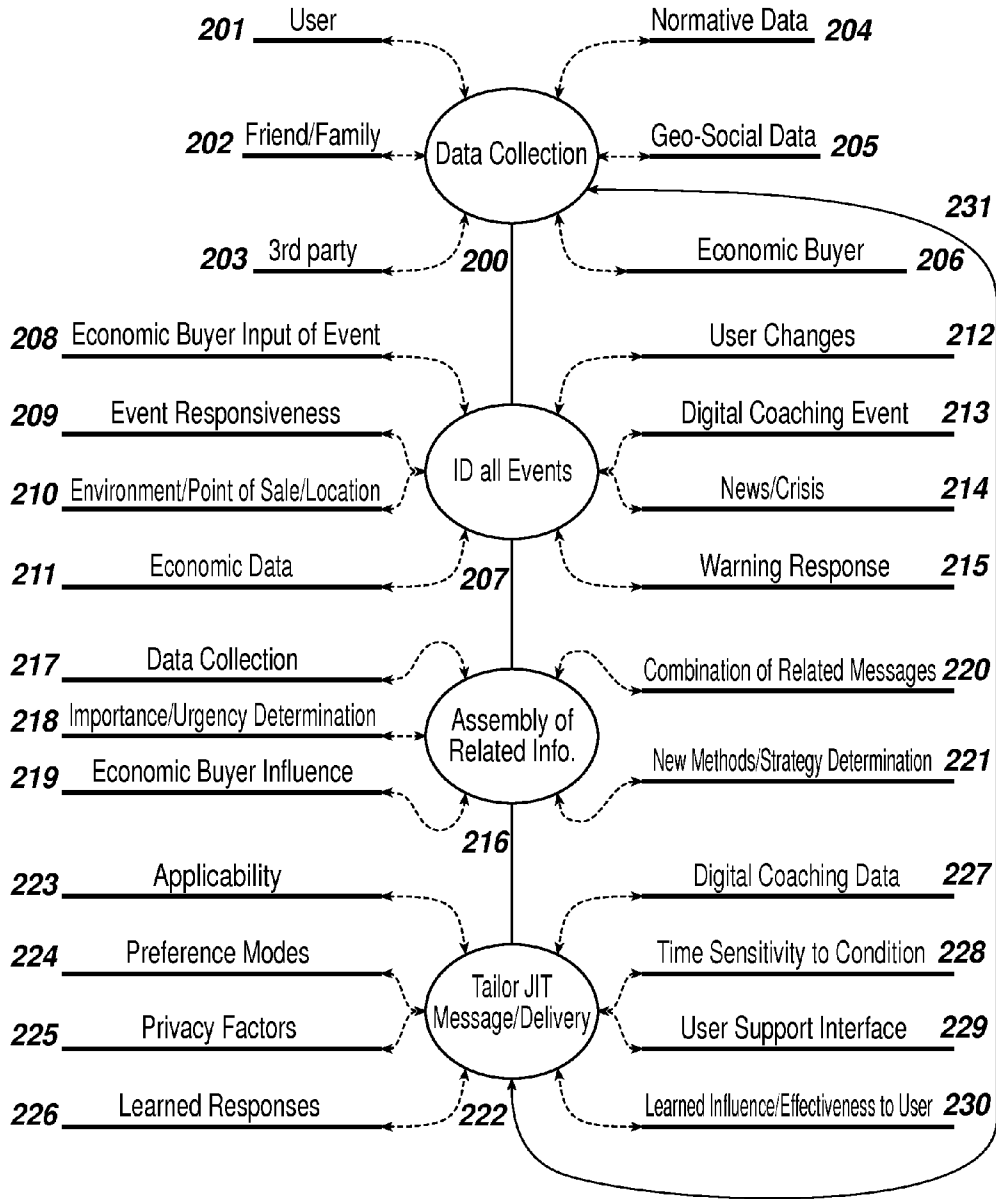 201 User
Normative Data 204
202 Friend/Family
Data Collection
Geo-Social Data 205
231
203 3rd party
200
Economic Buyer 206
208 Economic Buyer Input of Event
User Changes 212
209 Event Responsiveness
Digital Coaching Event 213
ID all Events
210 Environment/Point of Sale/Location
News/Crisis 214
211 Economic Data
207
Warning Response 215
217 Data Collection
Combination of Related Messages 220
218 Importance/Urgency Determination
Assembly of
Related Info.
219 Economic Buyer Influence
New Methods/Strategy Determination 221
216
223 Applicability
Digital Coaching Data 227
224 Preference Modes
Time Sensitivity to Condition 228
Tailor JIT
Message/Delivery
225 Privacy Factors
User Support Interface 229
226 Learned Responses
222
Learned Influence/Effectiveness to User 230